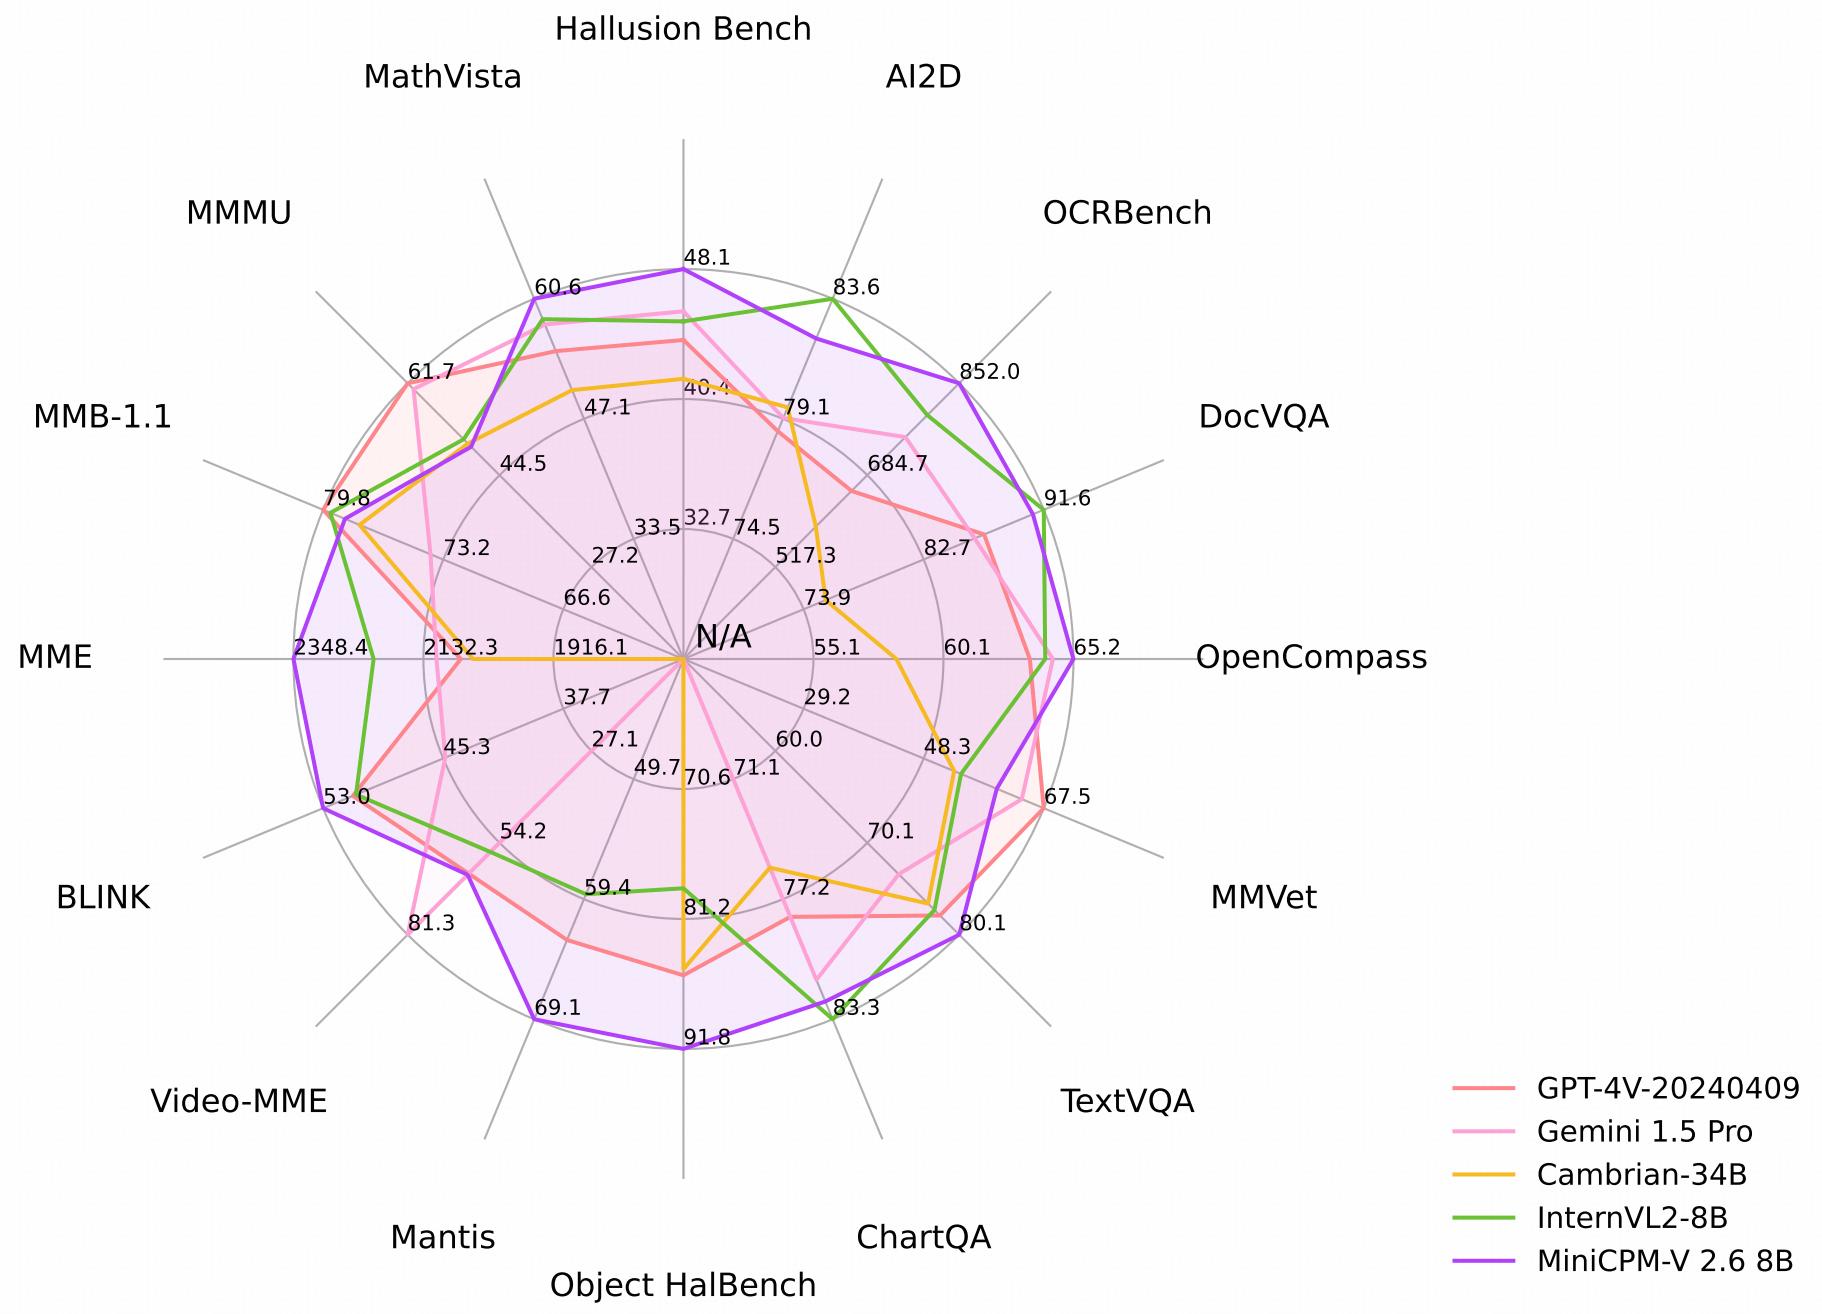 Hallusion Bench
MathVista
AI2D
MMMU
OCRBench
48.1
60.6
83.6
61.7
852.0
40.4
47.1
79.1
MMB-1.1
DocVQA
44.5
684.7
79.8
91.6
32.7
33.5
74.5
73.2
82.7
27.2
517.3
66.6
73.9
N/A
MME
2348.4
2132.3
1916.1
55.1
60.1
65.2
OpenCompass
37.7
29.2
45.3
27.1
60.0
48.3
49.7
70.6
71.1
53.0
67.5
54.2
70.1
BLINK
59.4
77.2
MMVet
81.2
81.3
80.1
69.1
83.3
91.8
Video-MME
TextVQA
Mantis
ChartQA
Object HalBench
GPT-4V-20240409
Gemini 1.5 Pro
Cambrian-34B
InternVL2-8B
MiniCPM-V 2.6 8B